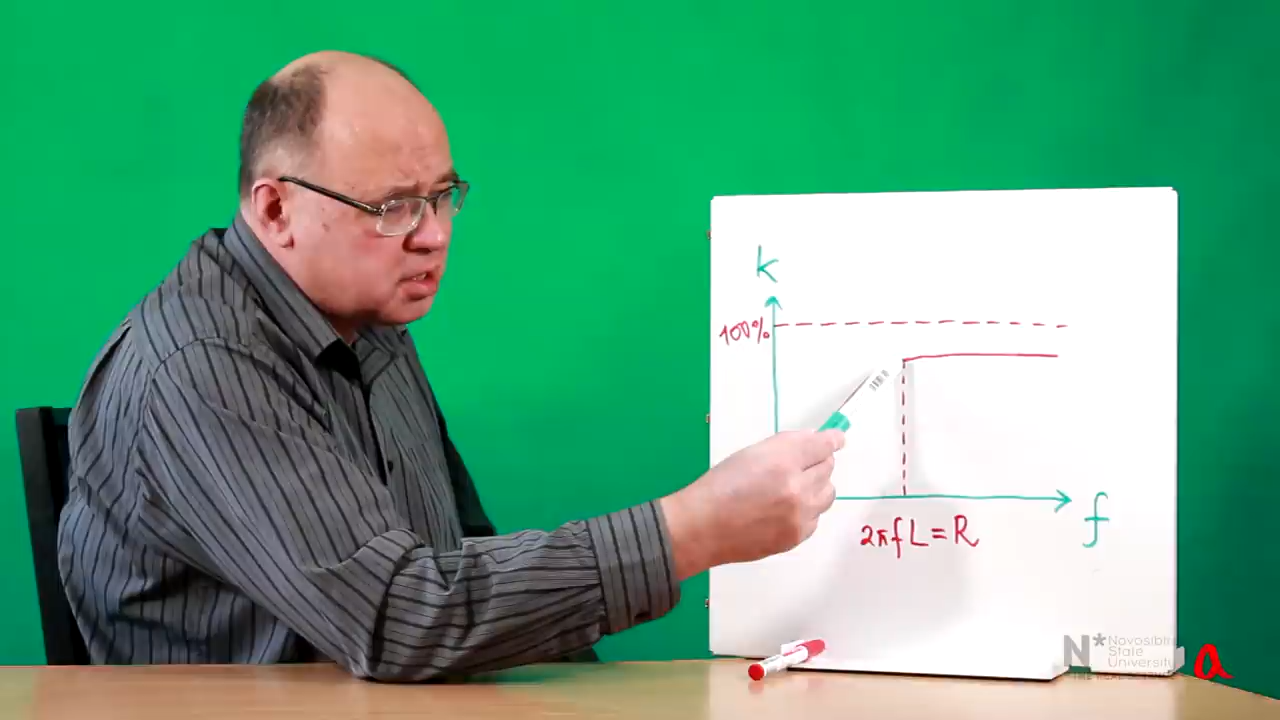 k
100%
f
2πfL=R
N* Novosibirsk
State
University